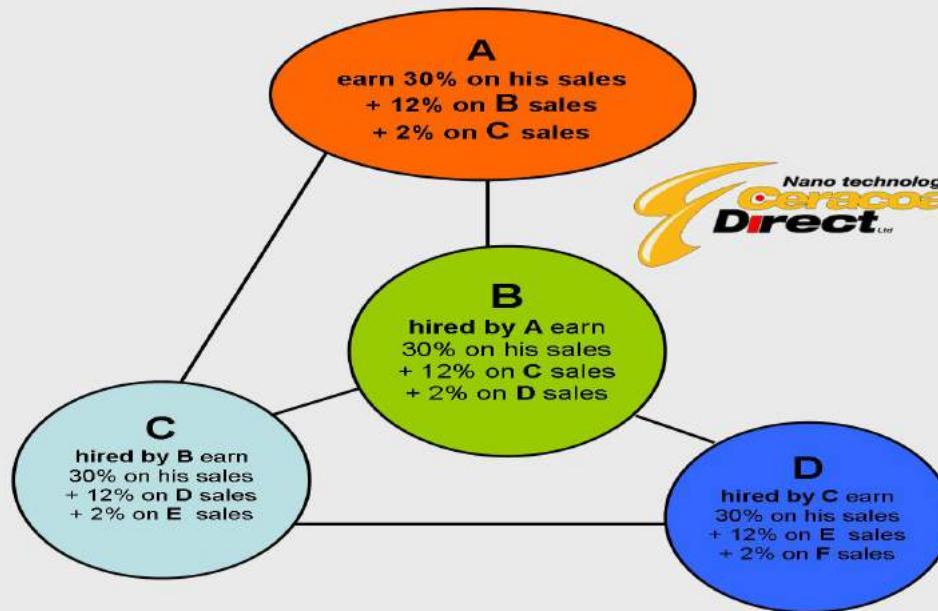 A
earn 30% on his sales
+ 12% on B sales
+ 2% on C sales
Nano technolog
Ceracoa
Direct Ltd
B
hired by A earn
30% on his sales
+ 12% on C sales
+ 2% on D sales
C
hired by B earn
30% on his sales
+ 12% on D sales
+ 2% on E sales
D
hired by C earn
30% on his sales
+ 12% on E sales
+ 2% on F sales